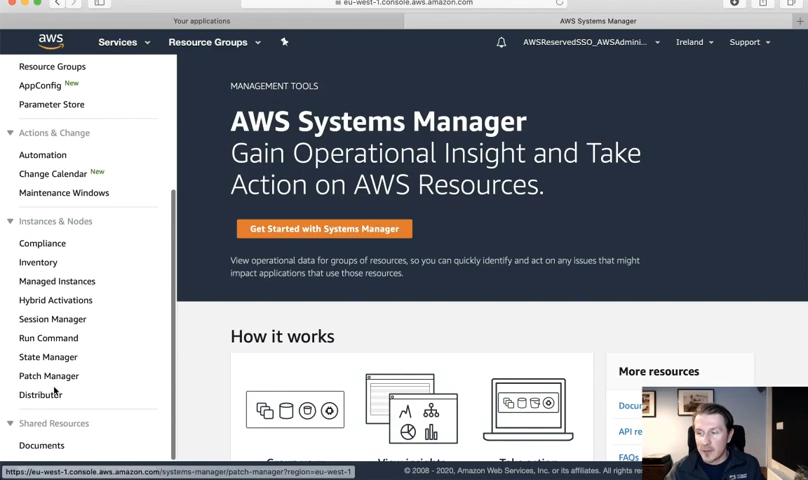 eu-west-1.console.aws.amazon.com
Your applications
AWS Systems Manager
aws
Services
Resource Groups
AWSReservedSSO_AWSAdmini...
Ireland
Support
Resource Groups
AppConfig New
Parameter Store
Actions & Change
Automation
Change Calendar New
Maintenance Windows
Instances & Nodes
Compliance
Inventory
Managed Instances
Hybrid Activations
Session Manager
Run Command
State Manager
Patch Manager
Distributor
Shared Resources
Documents
MANAGEMENT TOOLS
AWS Systems Manager
Gain Operational Insight and Take
Action on AWS Resources.
Get Started with Systems Manager
View operational data for groups of resources, so you can quickly identify and act on any issues that might
impact applications that use those resources.
How it works
More resources
API
FAQs
https://eu-west-1.console.aws.amazon.com/systems-manager/patch-manager?region=eu-west-1
© 2008 - 2020, Amazon Web Services, Inc. or its affiliates. All rights